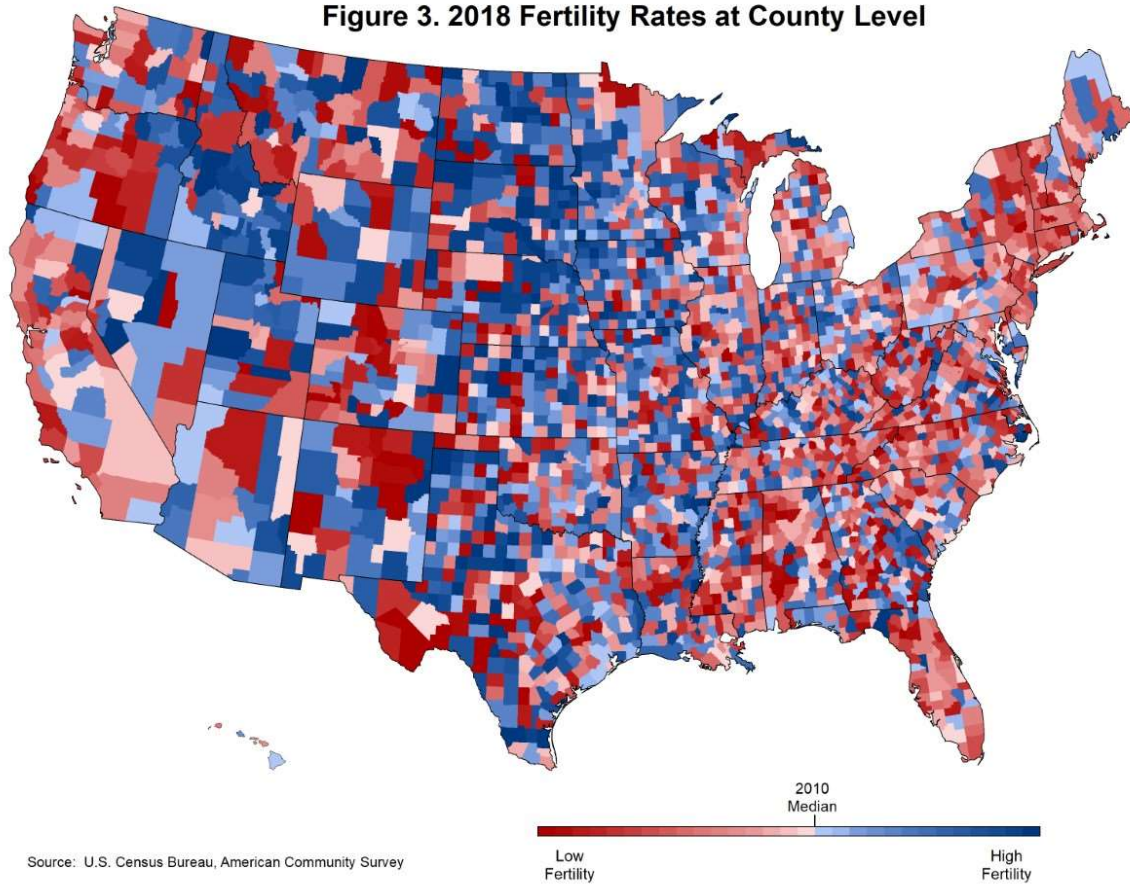 Figure 3. 2018 Fertility Rates at County Level
2010
Median
Low
Fertility
High
Fertility
Source: U.S. Census Bureau, American Community Survey